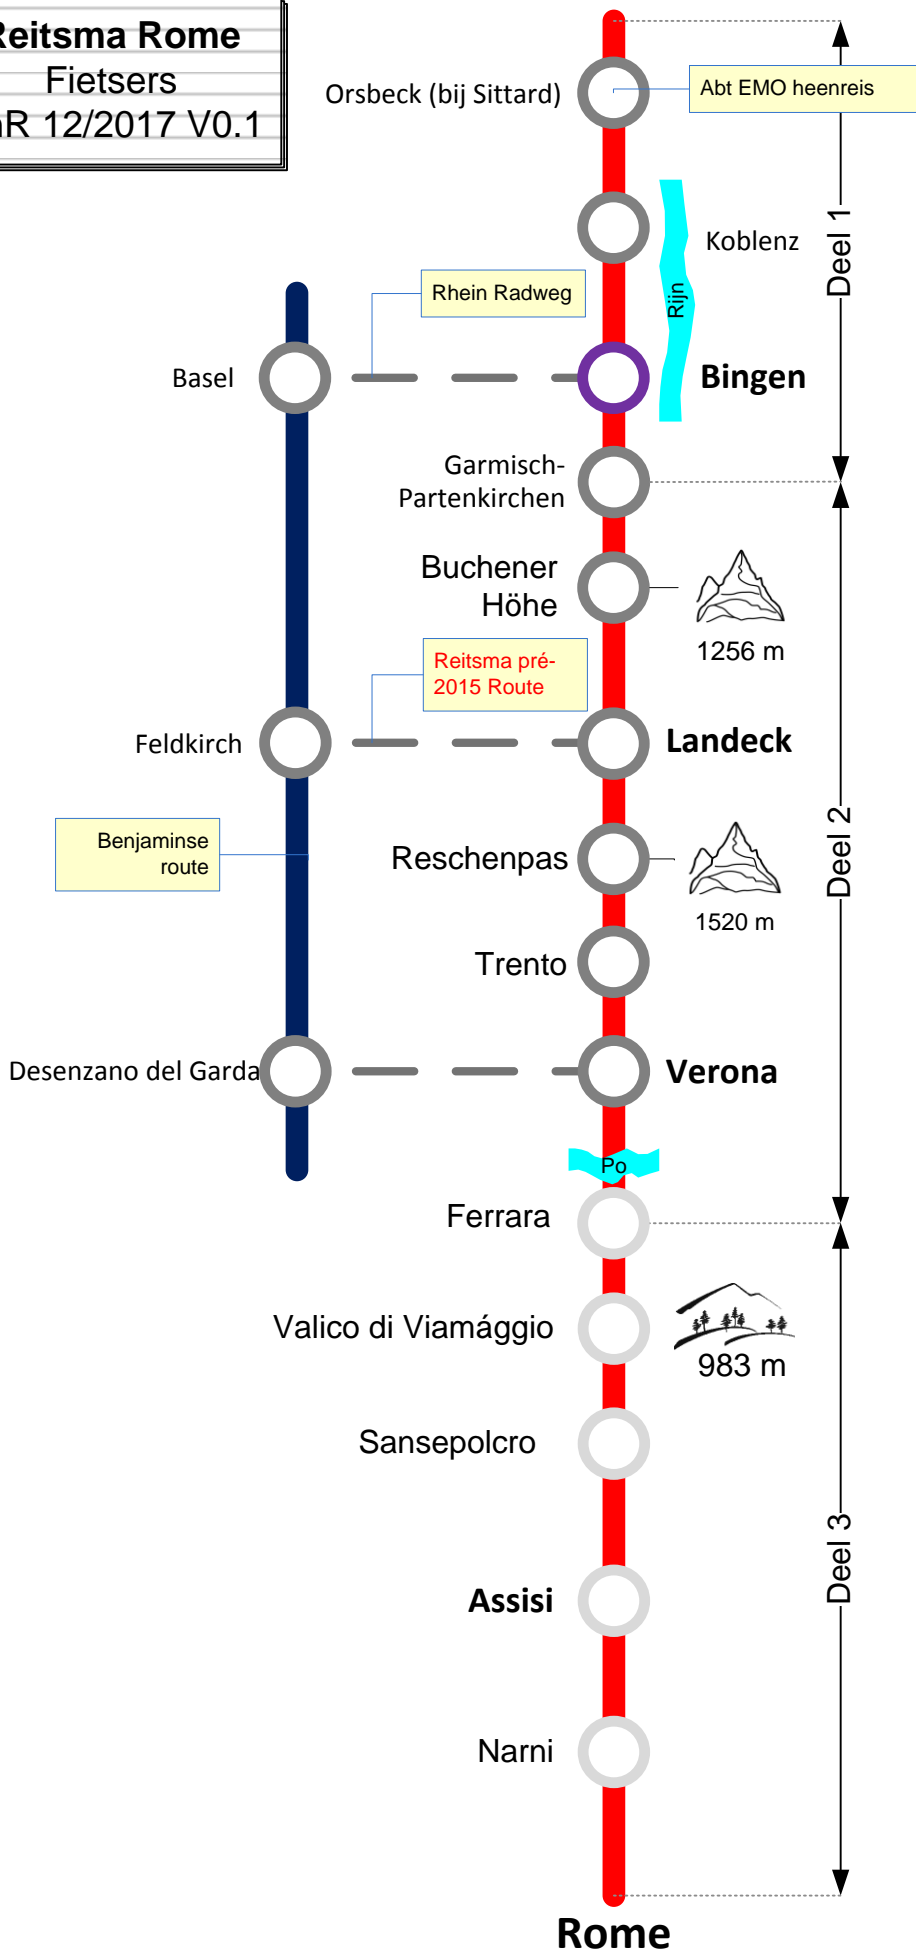 Reitsma Rome
Fietsers
12/2017 V0.1
Orsbeck (bij Sittard)
Abt EMO heenreis
Deel 1
Koblenz
Rijn
Rhein Radweg
Basel
Bingen
Garmisch-
Partenkirchen
Buchener
Höhe
1256 m
Reitsma pré-
2015 Route
Feldkirch
Landeck
Benjaminse
route
Deel 2
Reschenpas
1520 m
Trento
Desenzano del Garda
Verona
Po
Ferrara
Valico di Viamággio
983 m
Sansepolcro
Deel 3
Assisi
Narni
Rome